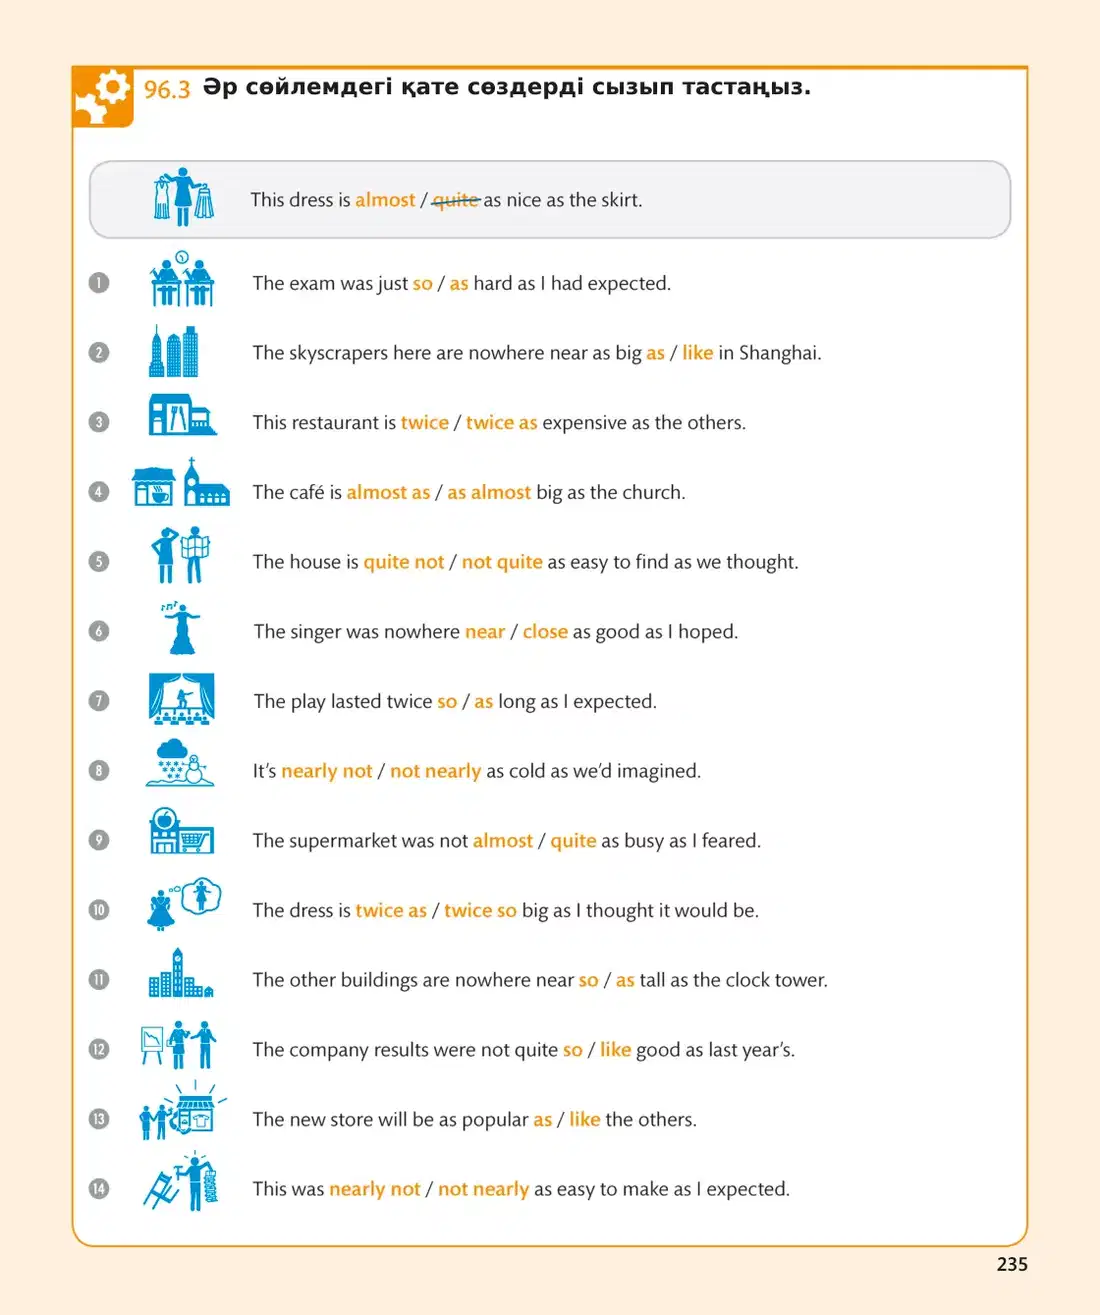 96.3 Әр сөйлемдегі қате сөздерді сызып тастаңыз.
This dress is almost / quite as nice as the skirt.
1 The exam was just so / as hard as I had expected.
2 The skyscrapers here are nowhere near as big as / like in Shanghai.
3 This restaurant is twice / twice as expensive as the others.
4 The café is almost as / as almost big as the church.
5 The house is quite not / not quite as easy to find as we thought.
6 The singer was nowhere near / close as good as I hoped.
7 The play lasted twice so / as long as I expected.
8 It’s nearly not / not nearly as cold as we’d imagined.
9 The supermarket was not almost / quite as busy as I feared.
10 The dress is twice as / twice so big as I thought it would be.
11 The other buildings are nowhere near so / as tall as the clock tower.
12 The company results were not quite so / like good as last year’s.
13 The new store will be as popular as / like the others.
14 This was nearly not / not nearly as easy to make as I expected.
235